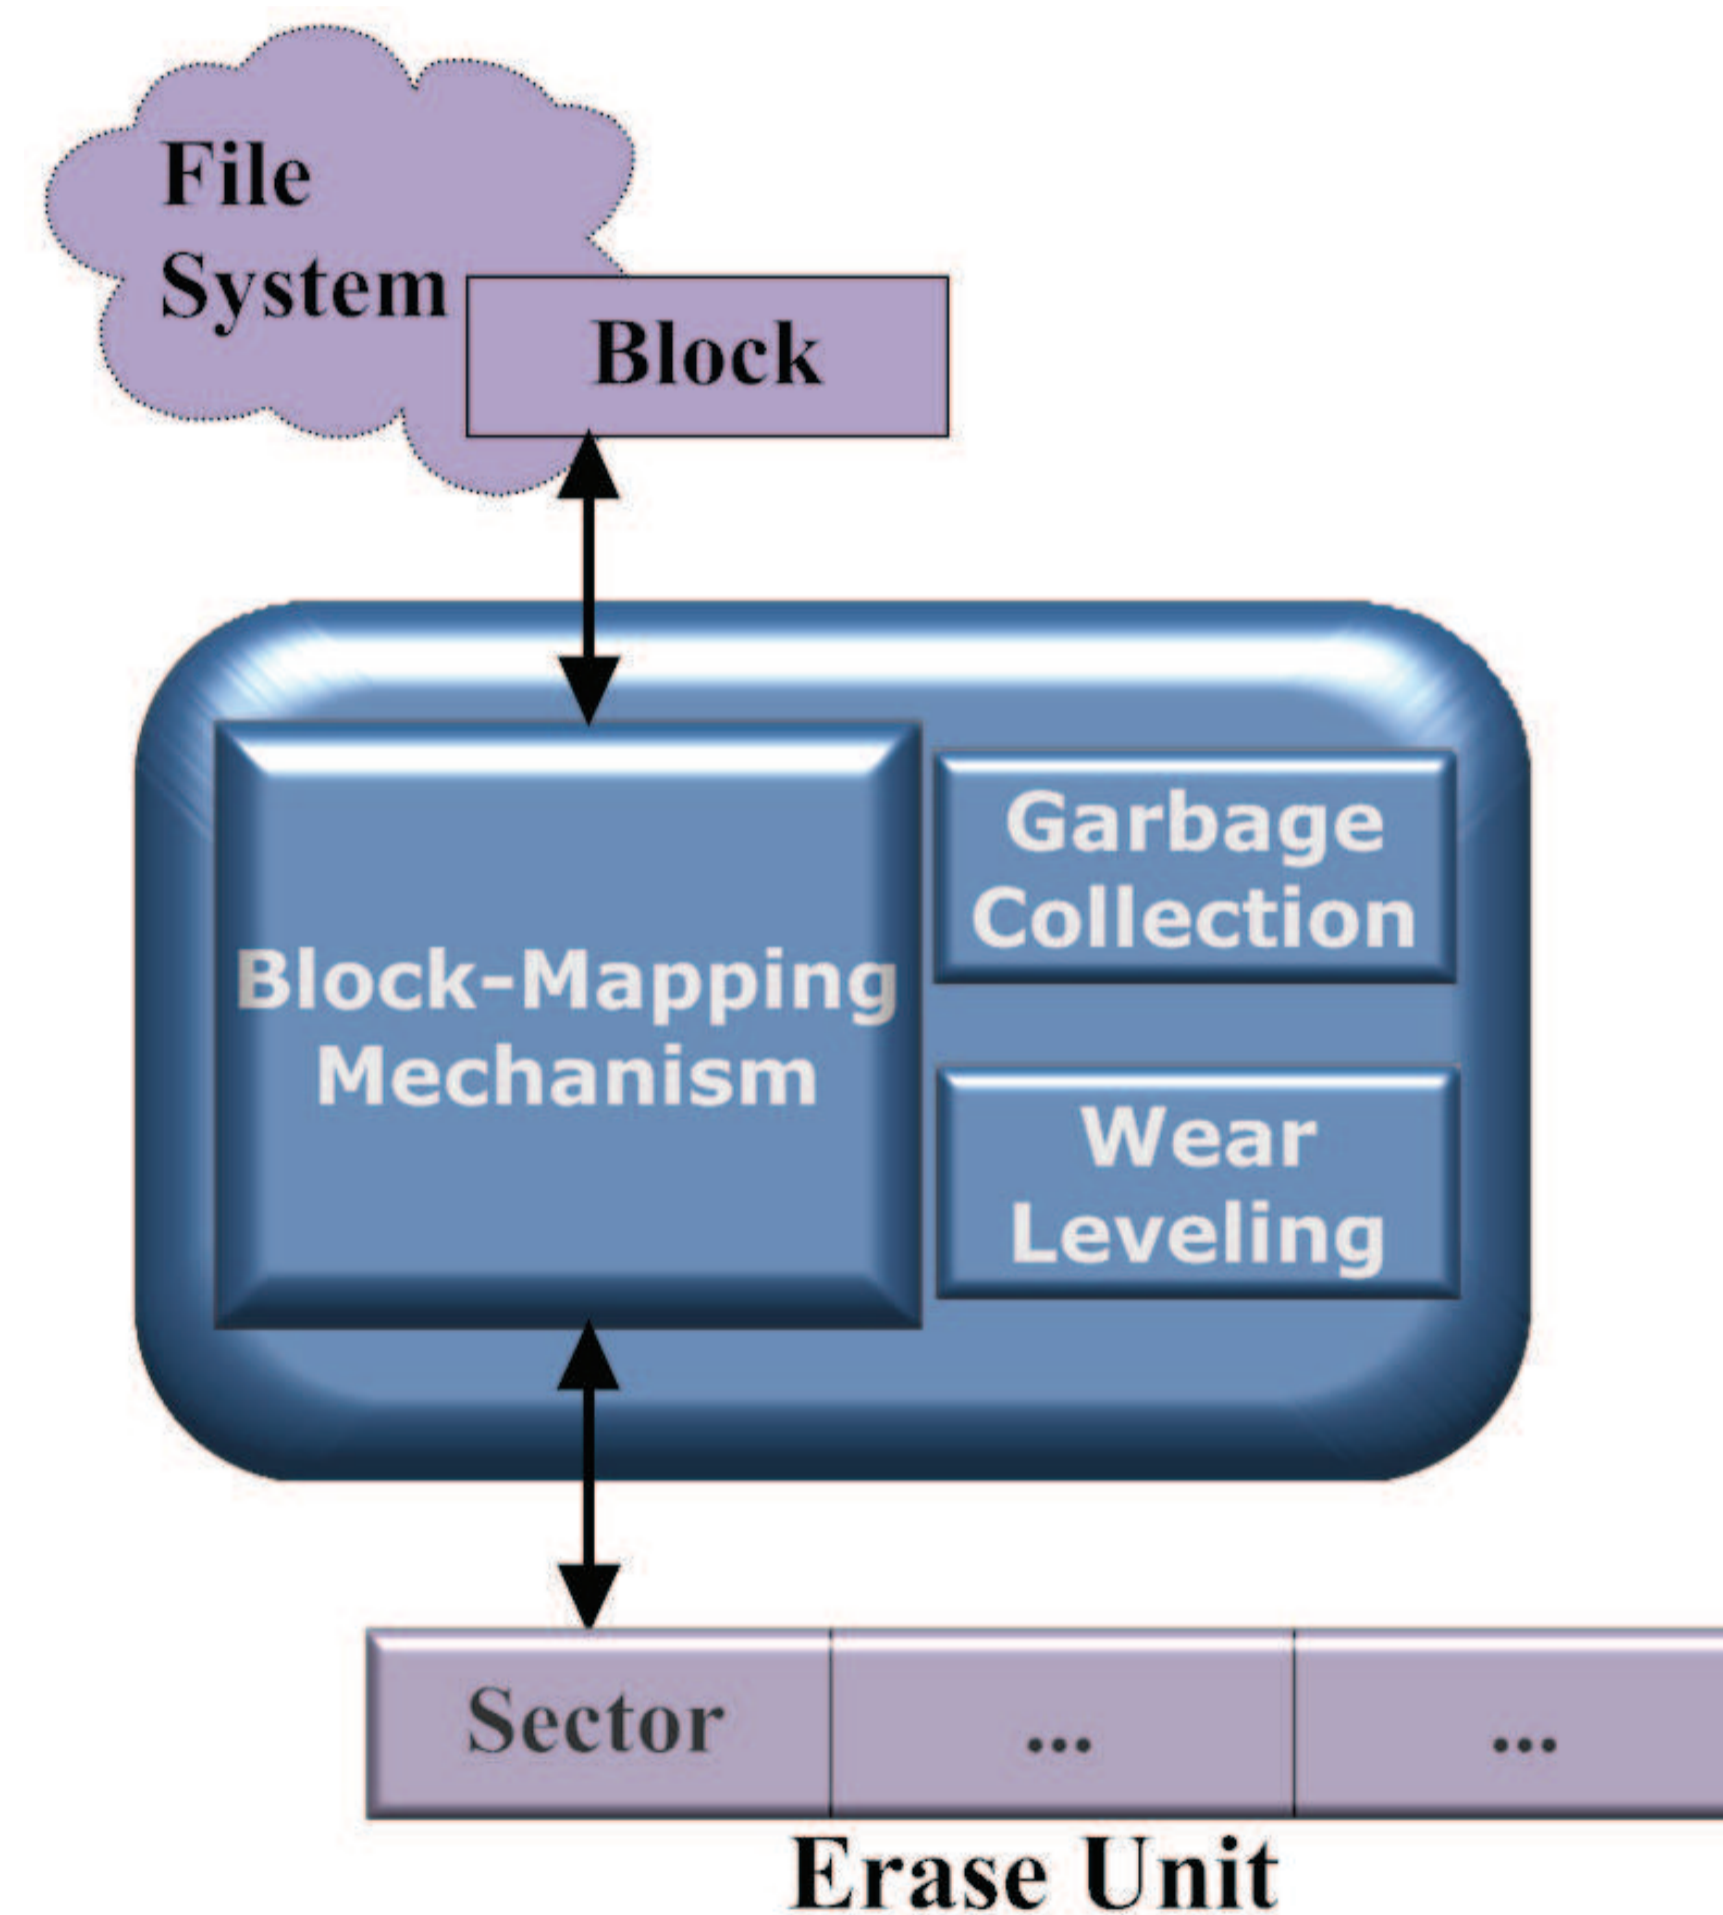 File
System
Block
Block-Mapping
Mechanism
Garbage
Collection
Wear
Leveling
Sector
...
...
Erase Unit